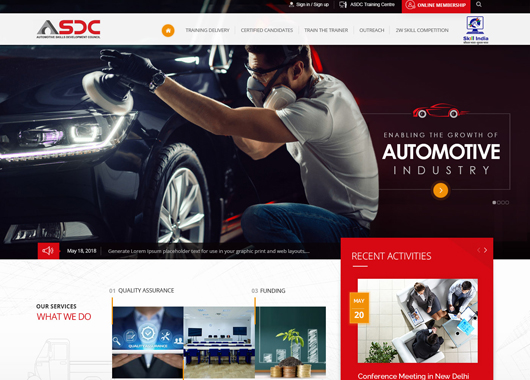 Sign in / Sign up
ASDC Training Centre
ONLINE MEMBERSHIP
ASDC
AUTOMOTIVE SKILLS DEVELOPMENT COUNCIL
TRAINING DELIVERY
CERTIFIED CANDIDATES
TRAIN THE TRAINER
OUTREACH
2W SKILL COMPETITION
Skill India
ENABLING THE GROWTH OF
AUTOMOTIVE
INDUSTRY
May 18, 2018
Generate Lorem Ipsum placeholder text for use in your graphic print and web layouts,...
RECENT ACTIVITIES
OUR SERVICES
WHAT WE DO
01 QUALITY ASSURANCE
03 FUNDING
QUALITY ASSURANCE
MAY
20
Conference Meeting in New Delhi